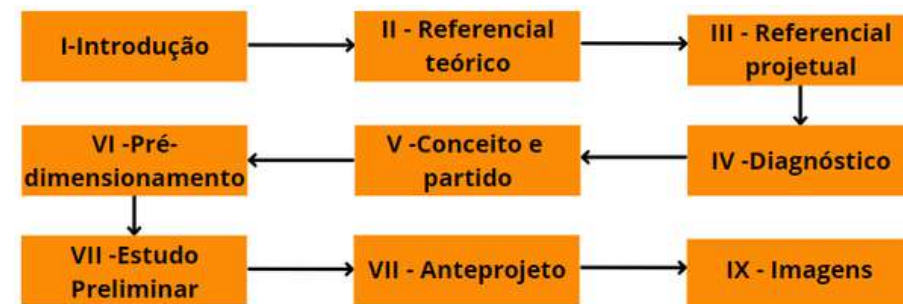 I-Introdução
II - Referencial
teórico
III - Referencial
projetual
IV -Diagnóstico
V -Conceito e
partido
VI -Pré-
dimensionamento
VII -Estudo
Preliminar
VII - Anteprojeto
IX - Imagens